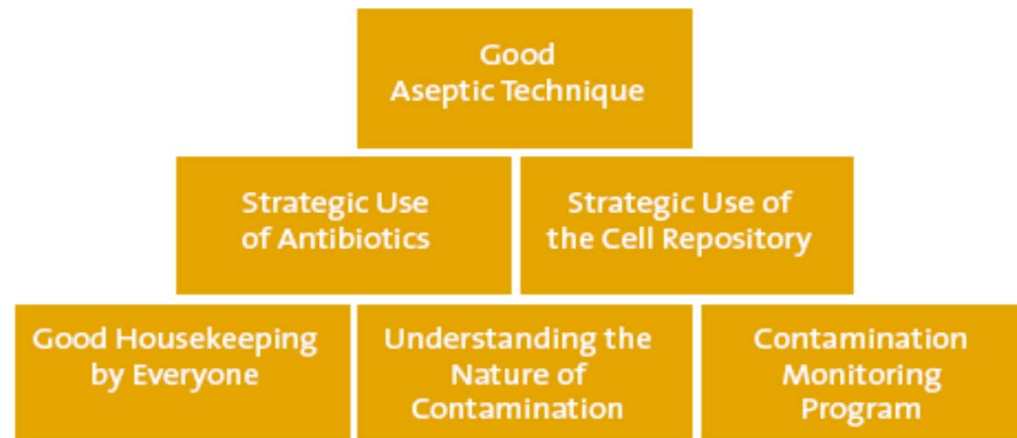 Good
Aseptic Technique
Strategic Use
of Antibiotics
Strategic Use of
the Cell Repository
Good Housekeeping
by Everyone
Understanding the
Nature of
Contamination
Contamination
Monitoring
Program